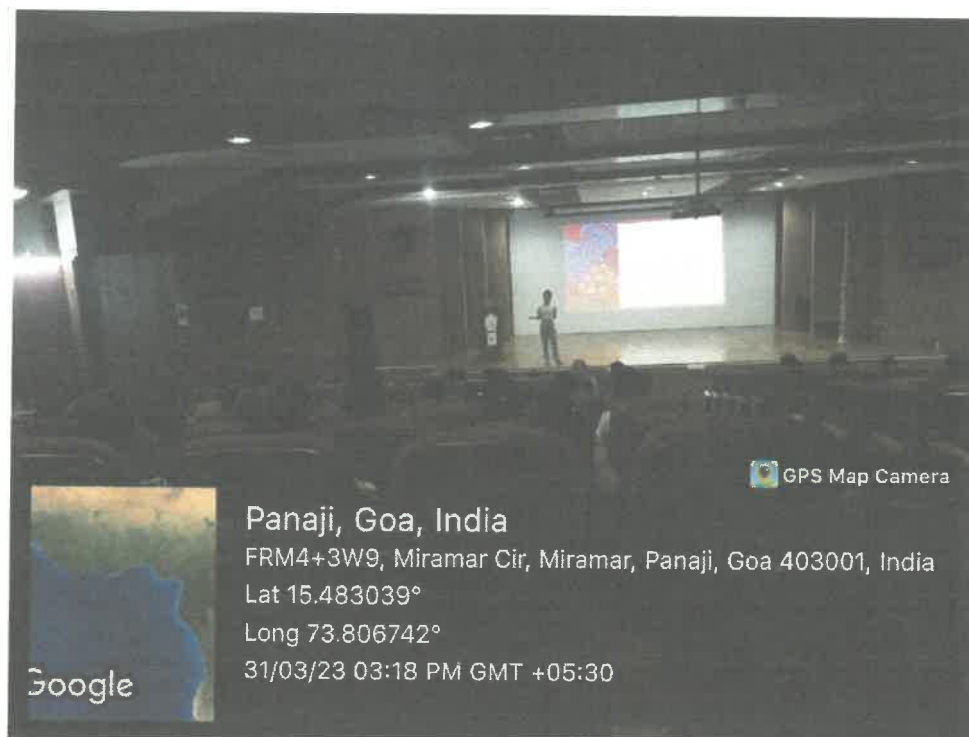 GPS Map Camera
Panaji, Goa, India
FRM4+3W9, Miramar Cir, Miramar, Panaji, Goa 403001, India
Lat 15.483039°
Long 73.806742°
31/03/23 03:18 PM GMT +05:30
Google